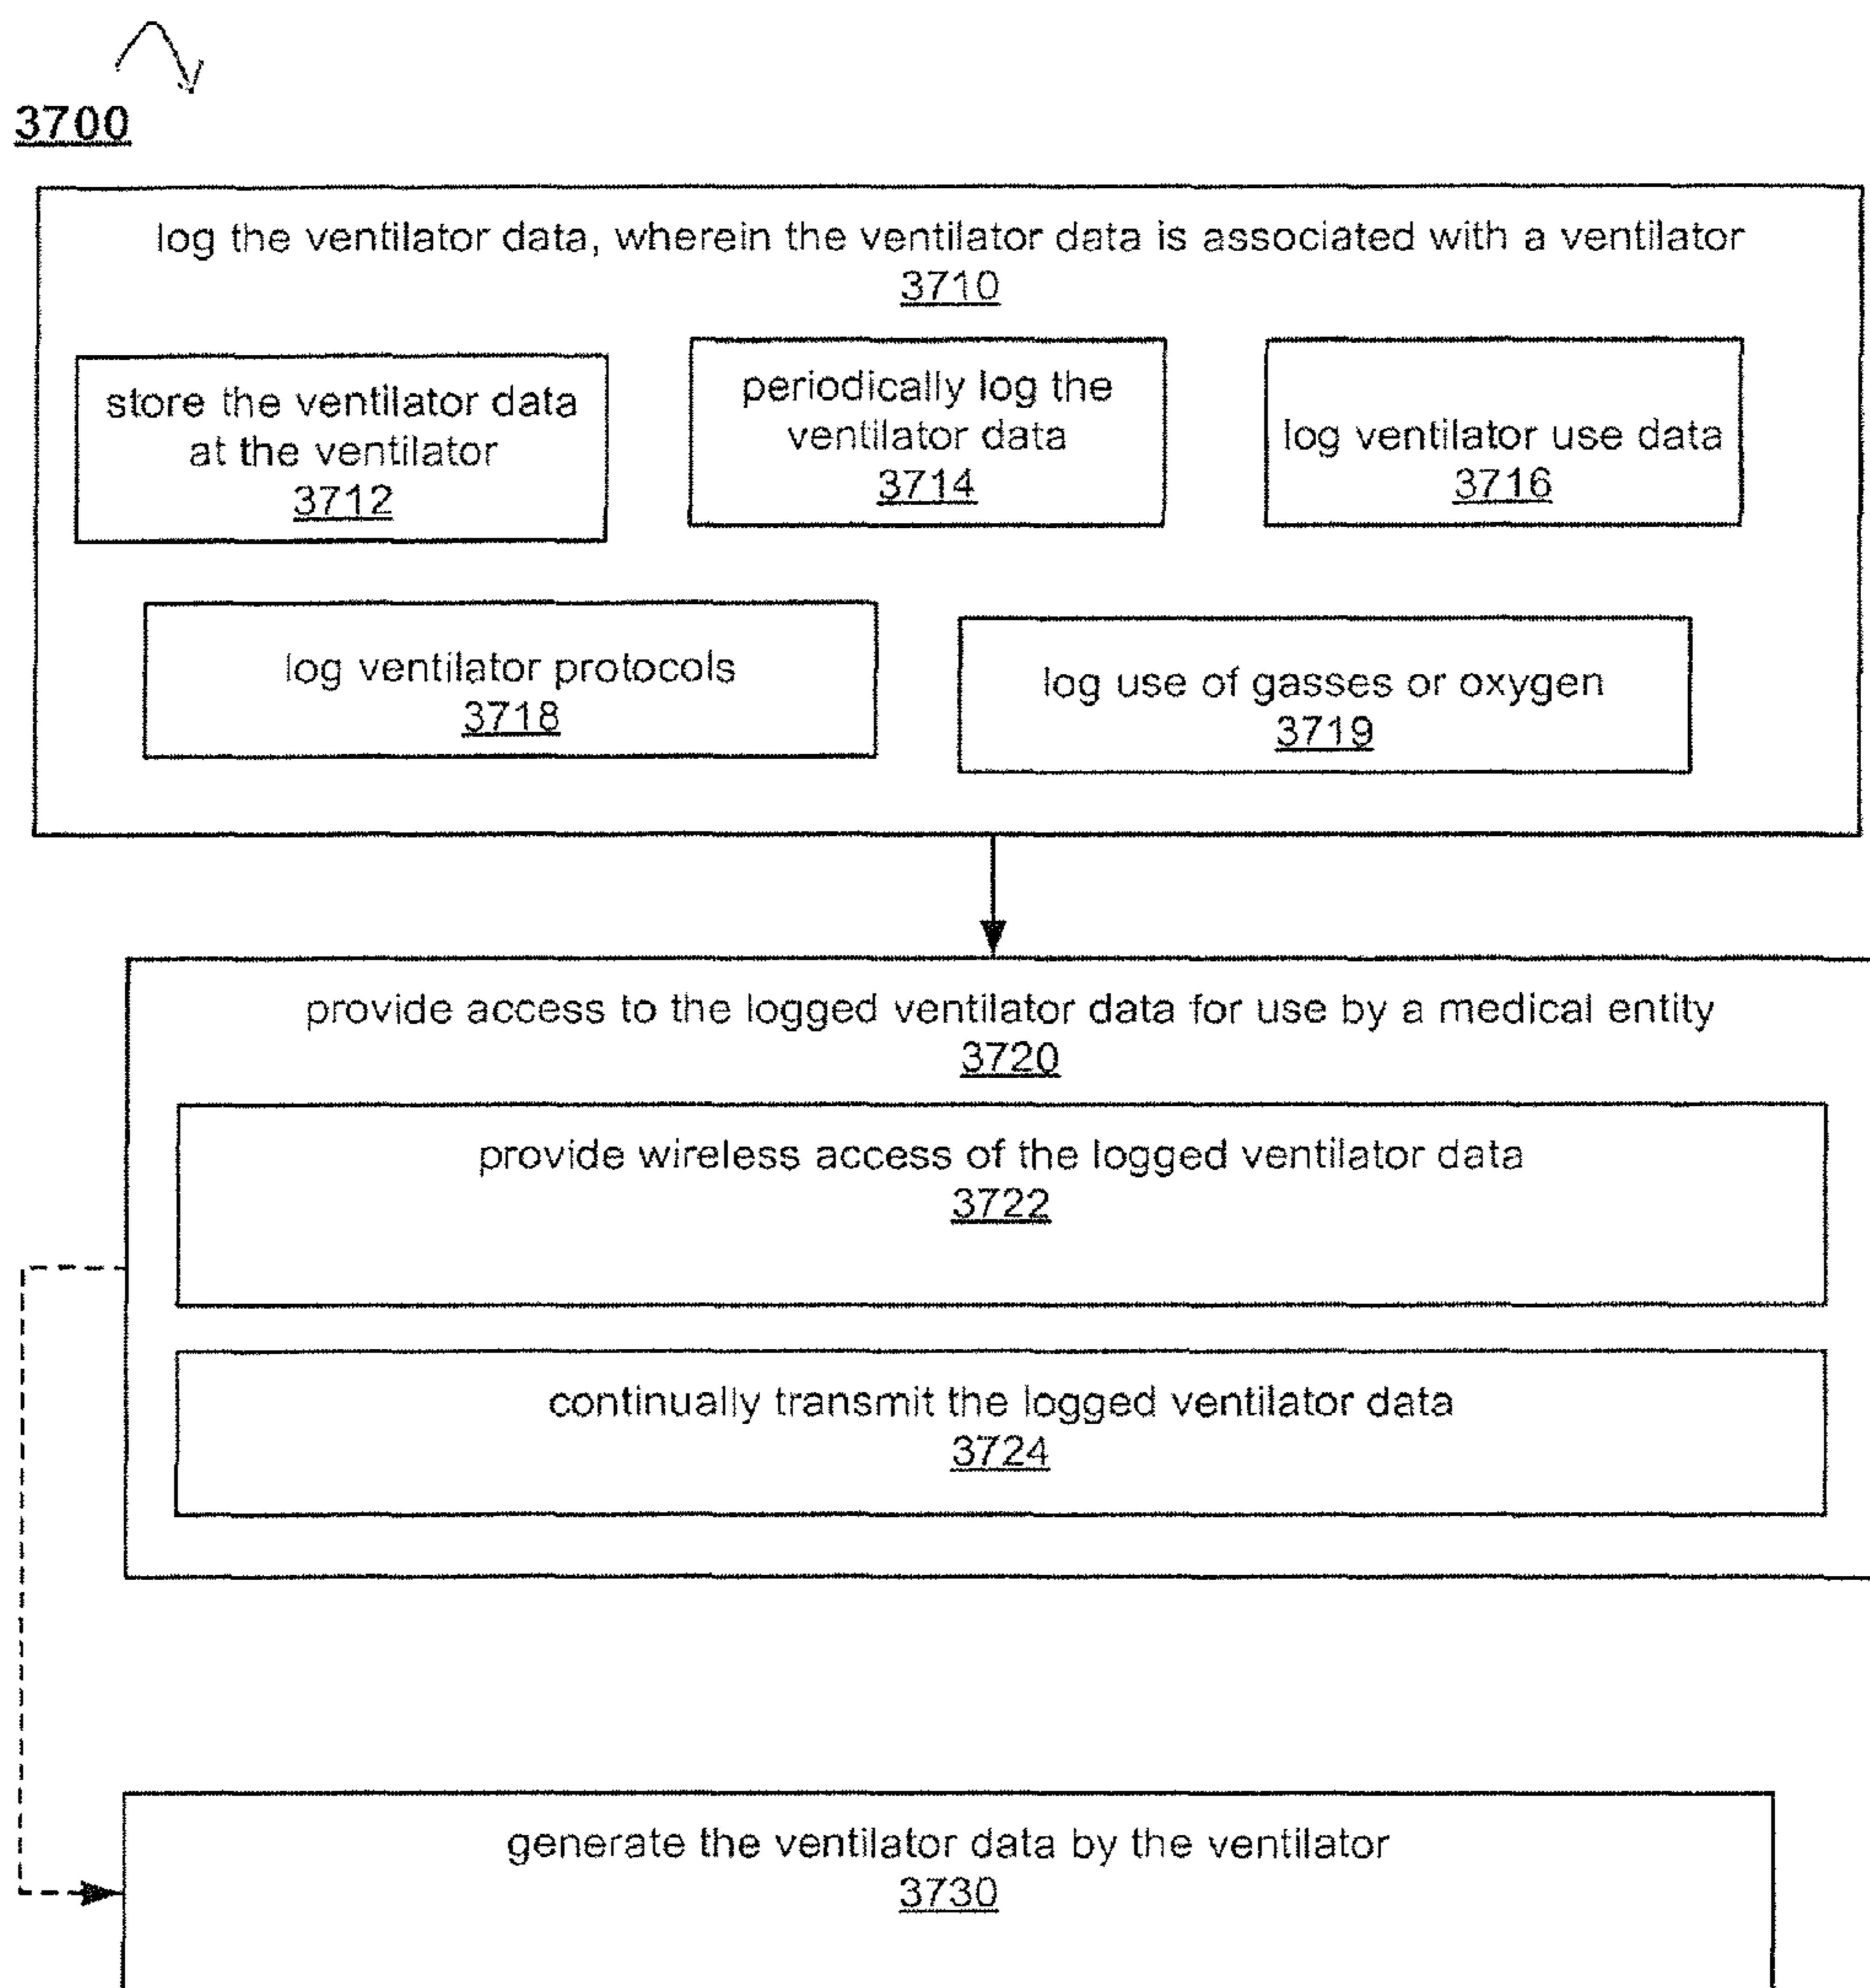 3700
log the ventilator data, wherein the ventilator data is associated with a ventilator
3710
store the ventilator data
at the ventilator
3712
periodically log the
ventilator data
3714
log ventilator use data
3716
log ventilator protocols
3718
log use of gasses or oxygen
3719
provide access to the logged ventilator data for use by a medical entity
3720
provide wireless access of the logged ventilator data
3722
continually transmit the logged ventilator data
3724
generate the ventilator data by the ventilator
3730